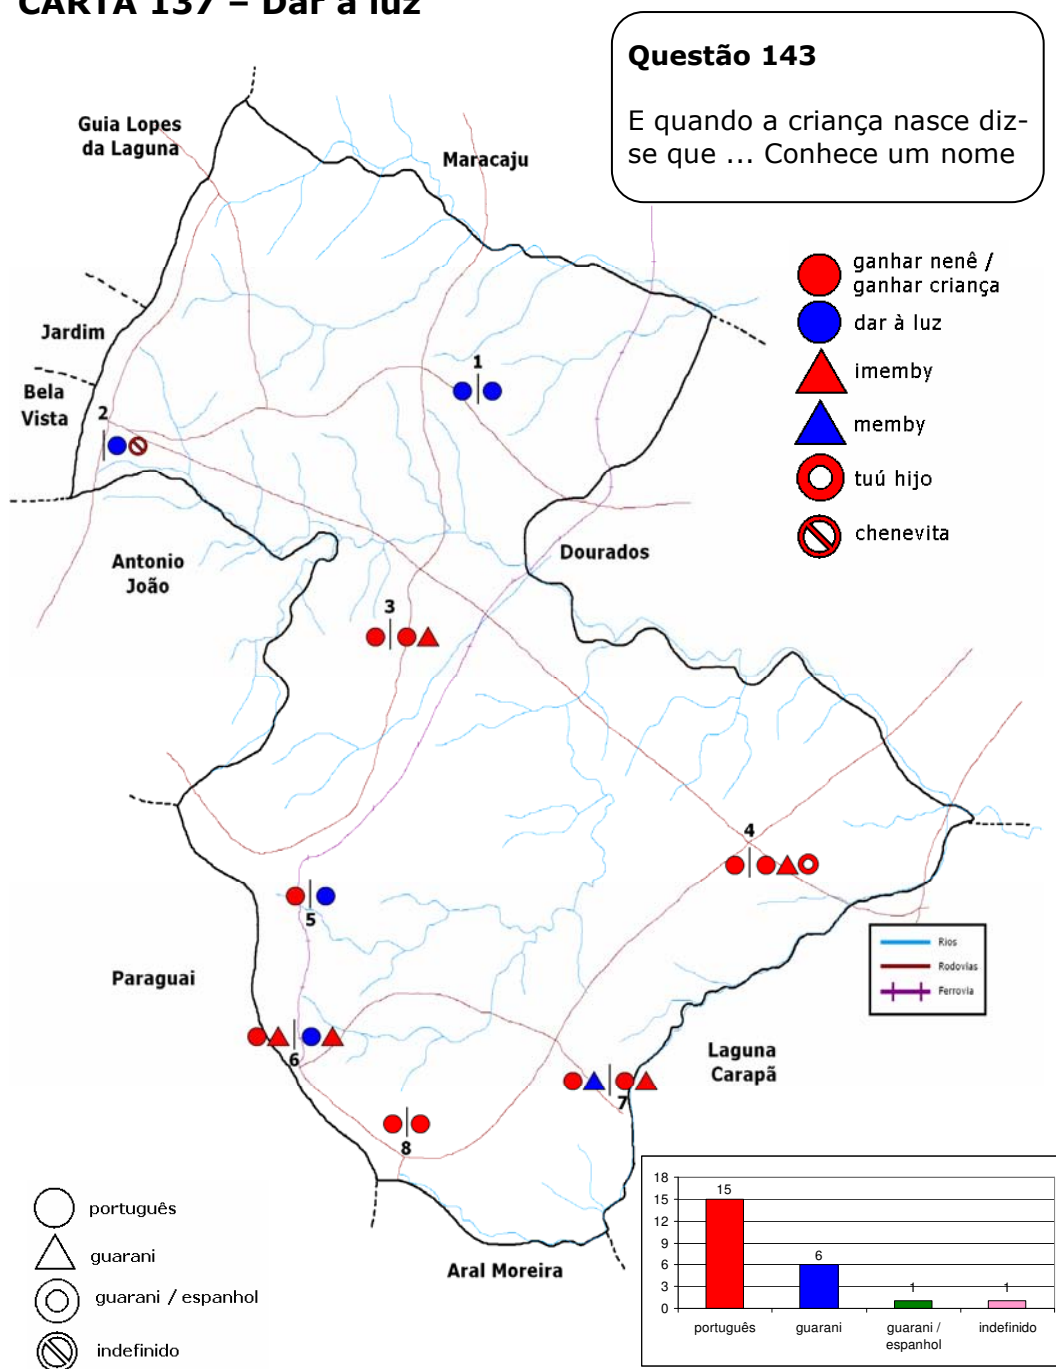 CARTA 137 – Dar à luz
Questão 143
E quando a criança nasce diz-
se que ... Conhece um nome
Guia Lopes
da Laguna
Maracaju
ganhar nenê /
ganhar criança
dar à luz
imemby
memby
tuú hijo
chenevita
Jardim
Bela
Vista
1
2
Antonio
João
Dourados
3
4
5
Paraguai
Rios
Rodovias
Ferrovia
6
Laguna
Carapã
7
8
Aral Moreira
português
guarani
guarani / espanhol
indefinido
18
15
12
9
6
3
0
15
6
1
1
português
guarani
guarani /
espanhol
indefinido